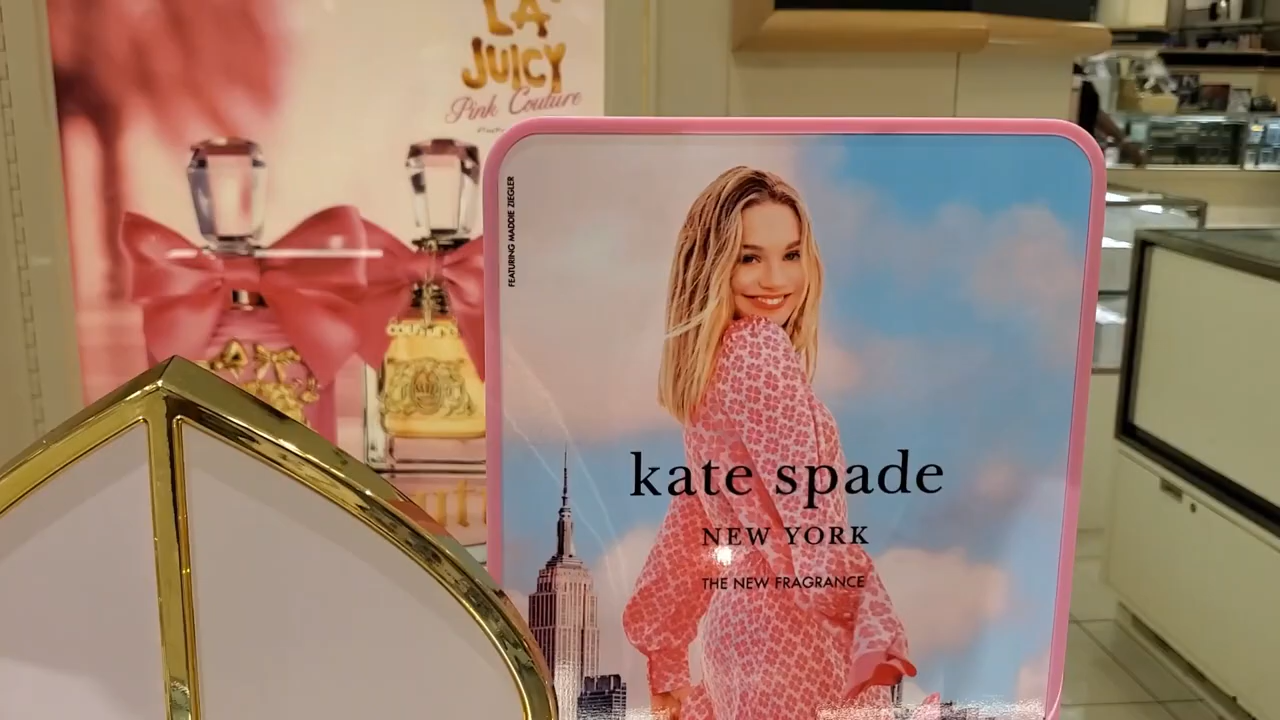 LA
JUICY
Pink Couture
FEATURING MADDIE ZIEGLER
kate spade
NEW YORK
THE NEW FRAGRANCE